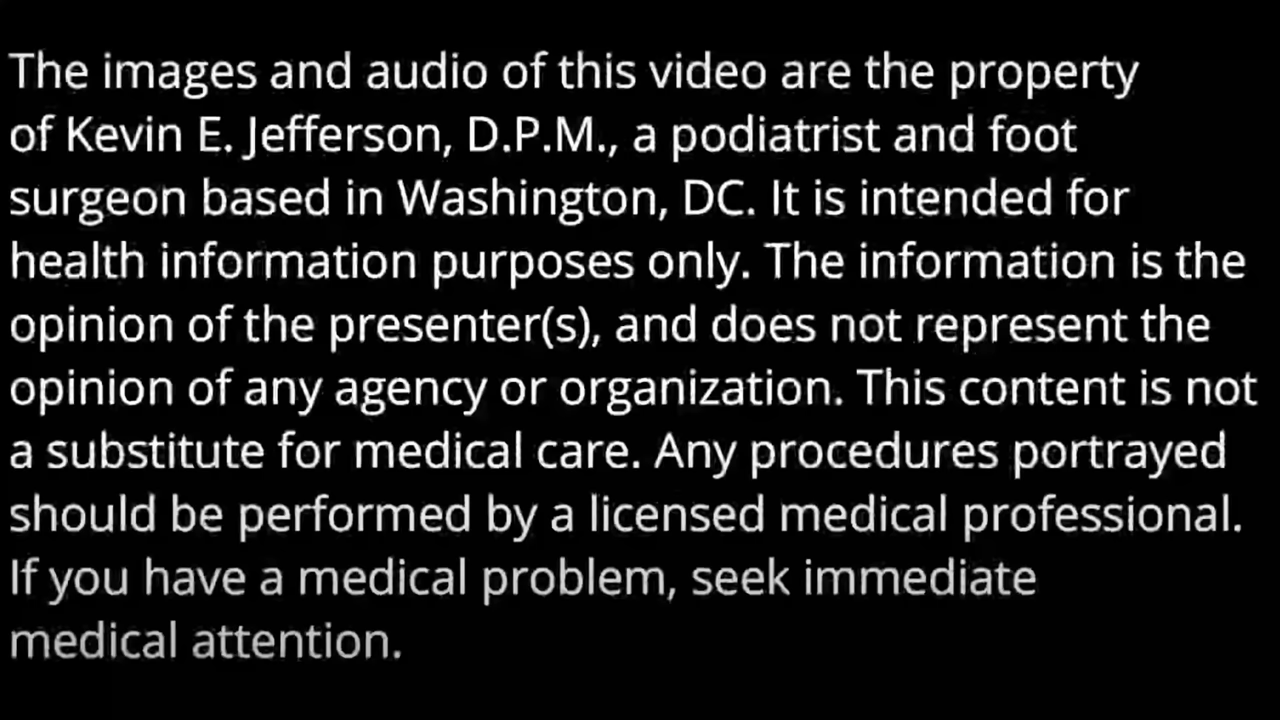 The images and audio of this video are the property
of Kevin E. Jefferson, D.P.M., a podiatrist and foot
surgeon based in Washington, DC. It is intended for
health information purposes only. The information is the
opinion of the presenter(s), and does not represent the
opinion of any agency or organization. This content is not
a substitute for medical care. Any procedures portrayed
should be performed by a licensed medical professional.
If you have a medical problem, seek immediate
medical attention.